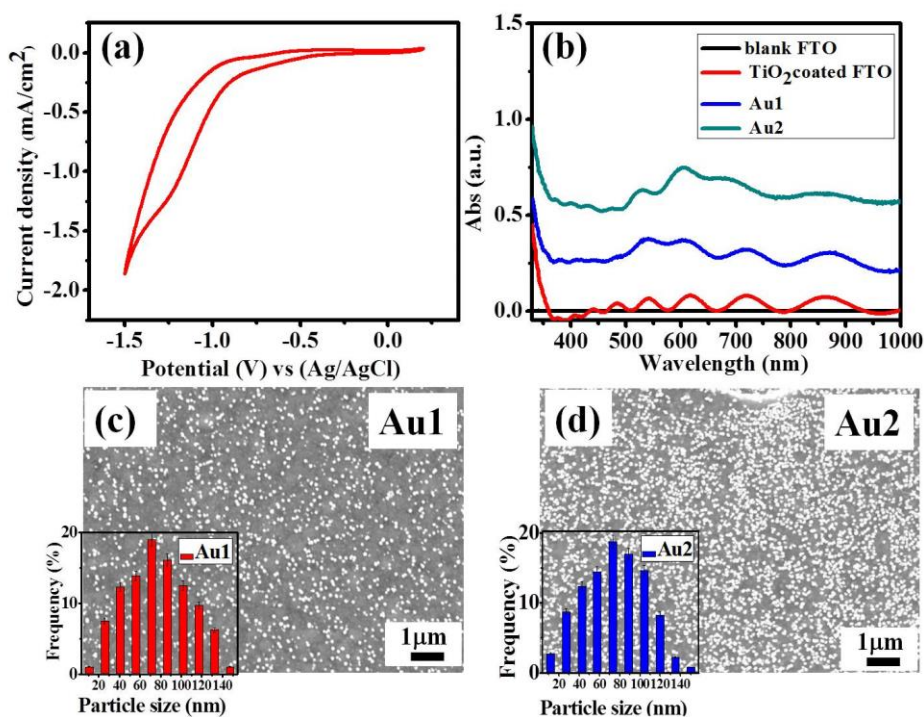 (a)
0.0
-0.5
-1.0
-1.5
-2.0
Current density (mA/cm²)
-1.5 -1.0 -0.5 0.0
Potential (V) vs (Ag/AgCl)
(b)
1.5
1.0
0.5
0.0
Abs (a.u.)
blank FTO
TiO₂coated FTO
Au1
Au2
400 500 600 700 800 900 1000
Wavelength (nm)
(c)
Au1
20
10
0
Frequency (%)
Au1
20 40 60 80 100 120 140
Particle size (nm)
1μm
(d)
Au2
20
10
0
Frequency (%)
Au2
20 40 60 80 100 120 140
Particle size (nm)
1μm